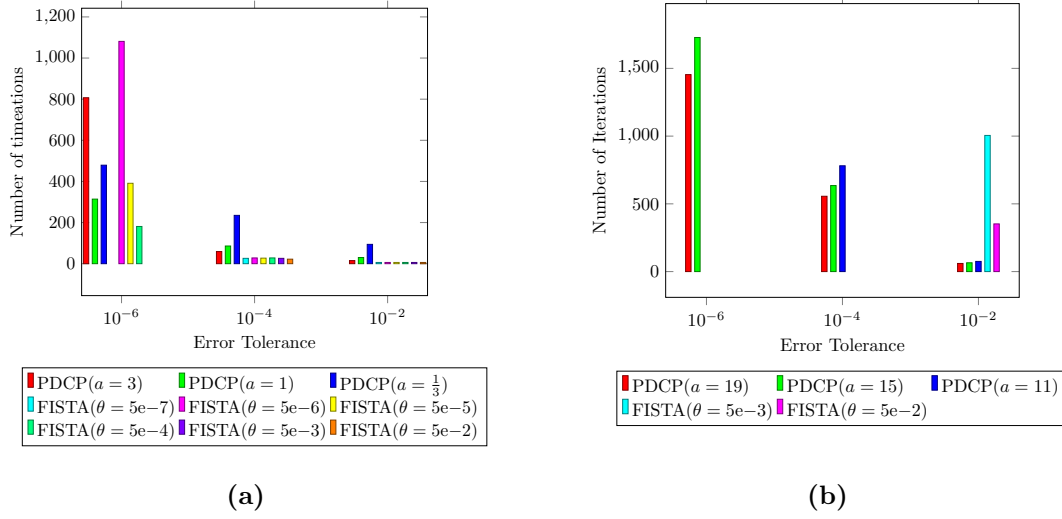 1,200
1,000
800
600
400
200
0
Number of timeations
10⁻⁶ 10⁻⁴ 10⁻²
Error Tolerance
PDCP(a = 3) PDCP(a = 1) PDCP(a = 1/3)
FISTA(θ = 5e−7) FISTA(θ = 5e−6) FISTA(θ = 5e−5)
FISTA(θ = 5e−4) FISTA(θ = 5e−3) FISTA(θ = 5e−2)
(a)
1,500
1,000
500
0
Number of Iterations
10⁻⁶ 10⁻⁴ 10⁻²
Error Tolerance
PDCP(a = 19) PDCP(a = 15) PDCP(a = 11)
FISTA(θ = 5e−3) FISTA(θ = 5e−2)
(b)